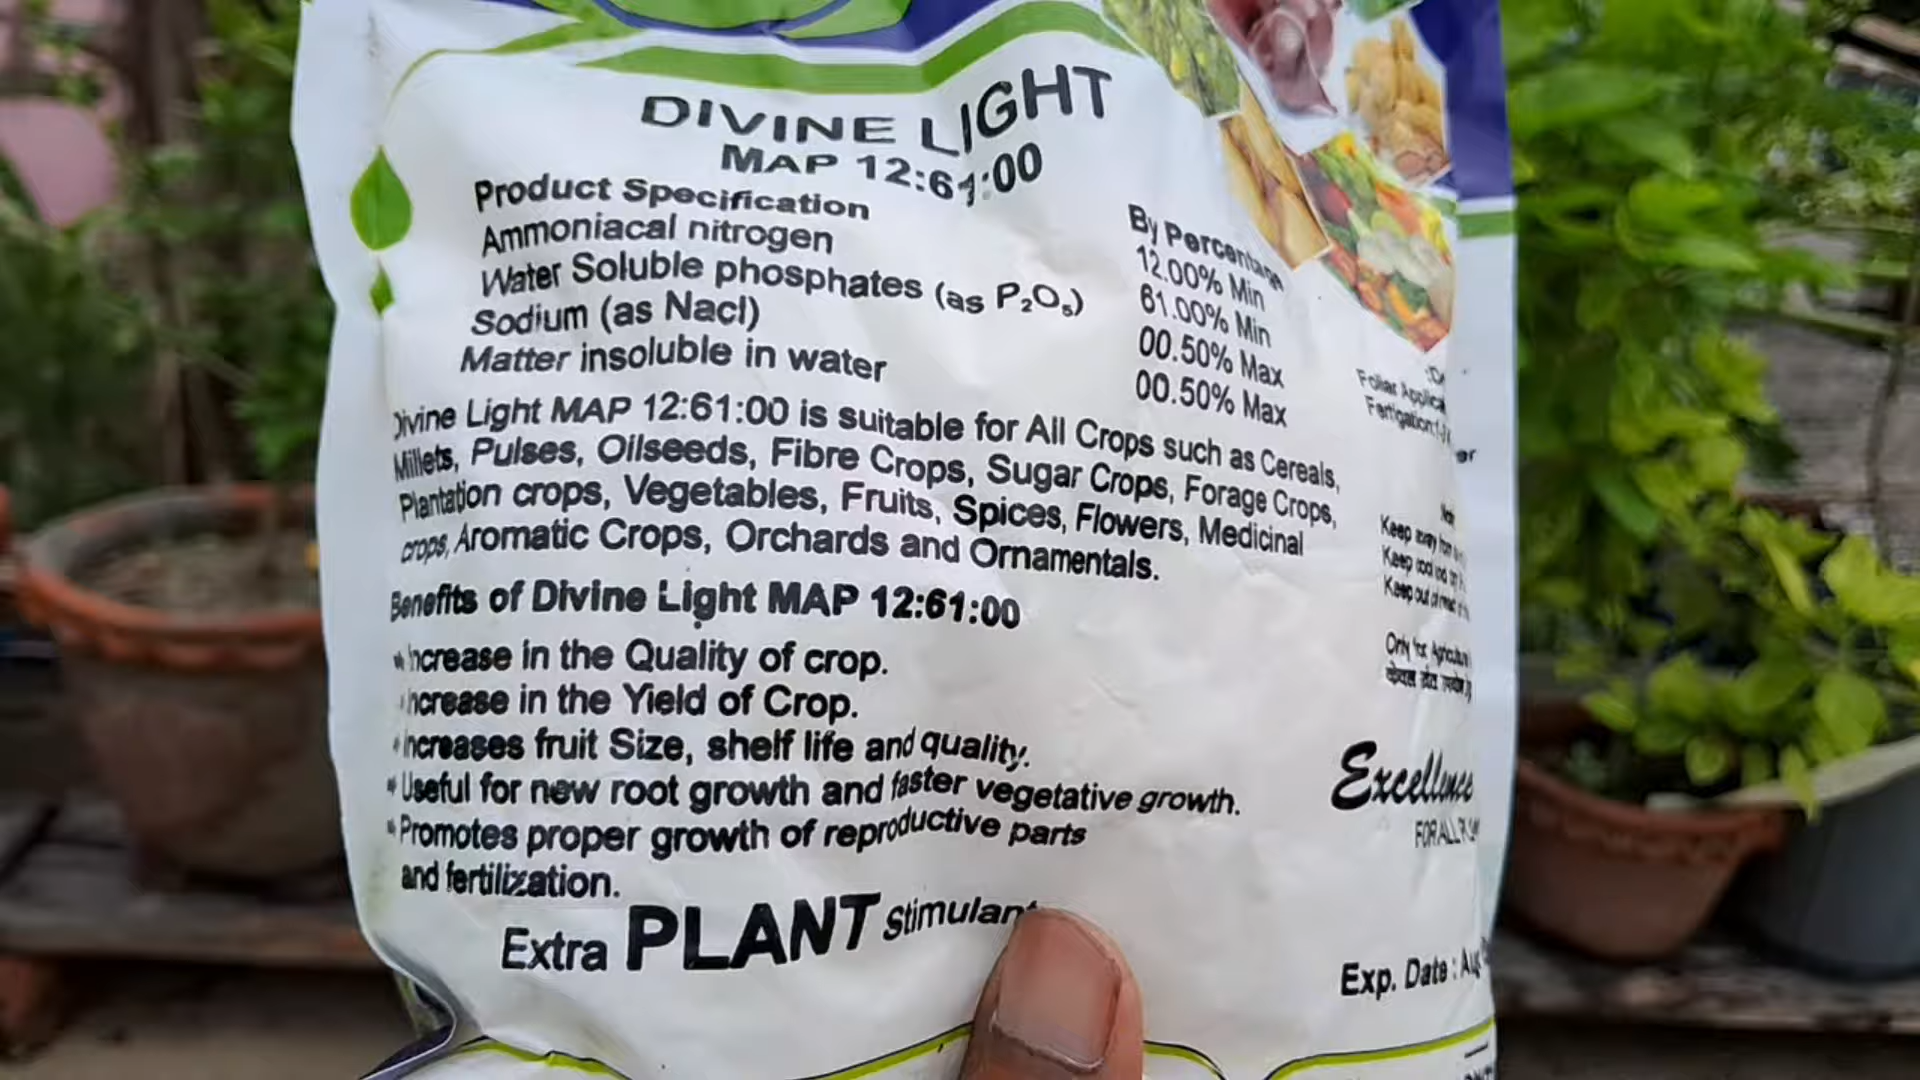 DIVINE LIGHT
MAP 12:61:00
Product Specification By Percentage
Ammoniacal nitrogen 12.00% Min
Water Soluble phosphates (as P₂O₅) 61.00% Min
Sodium (as Nacl) 00.50% Max
Matter insoluble in water 00.50% Max
Divine Light MAP 12:61:00 is suitable for All Crops such as Cereals,
Millets, Pulses, Oilseeds, Fibre Crops, Sugar Crops, Forage Crops,
Plantation crops, Vegetables, Fruits, Spices, Flowers, Medicinal
crops, Aromatic Crops, Orchards and Ornamentals.
Benefits of Divine Light MAP 12:61:00
* Increase in the Quality of crop.
* Increase in the Yield of Crop.
* Increases fruit Size, shelf life and quality.
* Useful for new root growth and faster vegetative growth.
* Promotes proper growth of reproductive parts
and fertilization.
Extra PLANT Stimulant
Foliar
Fertigation:
Keep away
Keep cool
Keep out of
Only for
Excellence
FOR ALL
Exp. Date : Aug